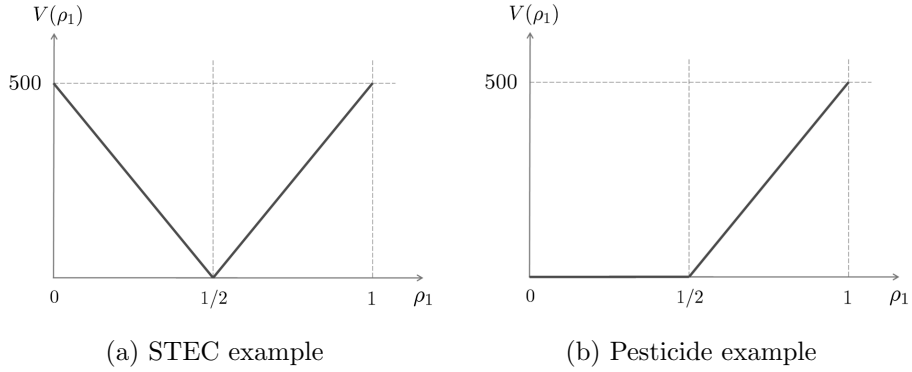 V(ρ₁)
500
0
1/2
1
ρ₁
(a) STEC example
V(ρ₁)
500
0
1/2
1
ρ₁
(b) Pesticide example